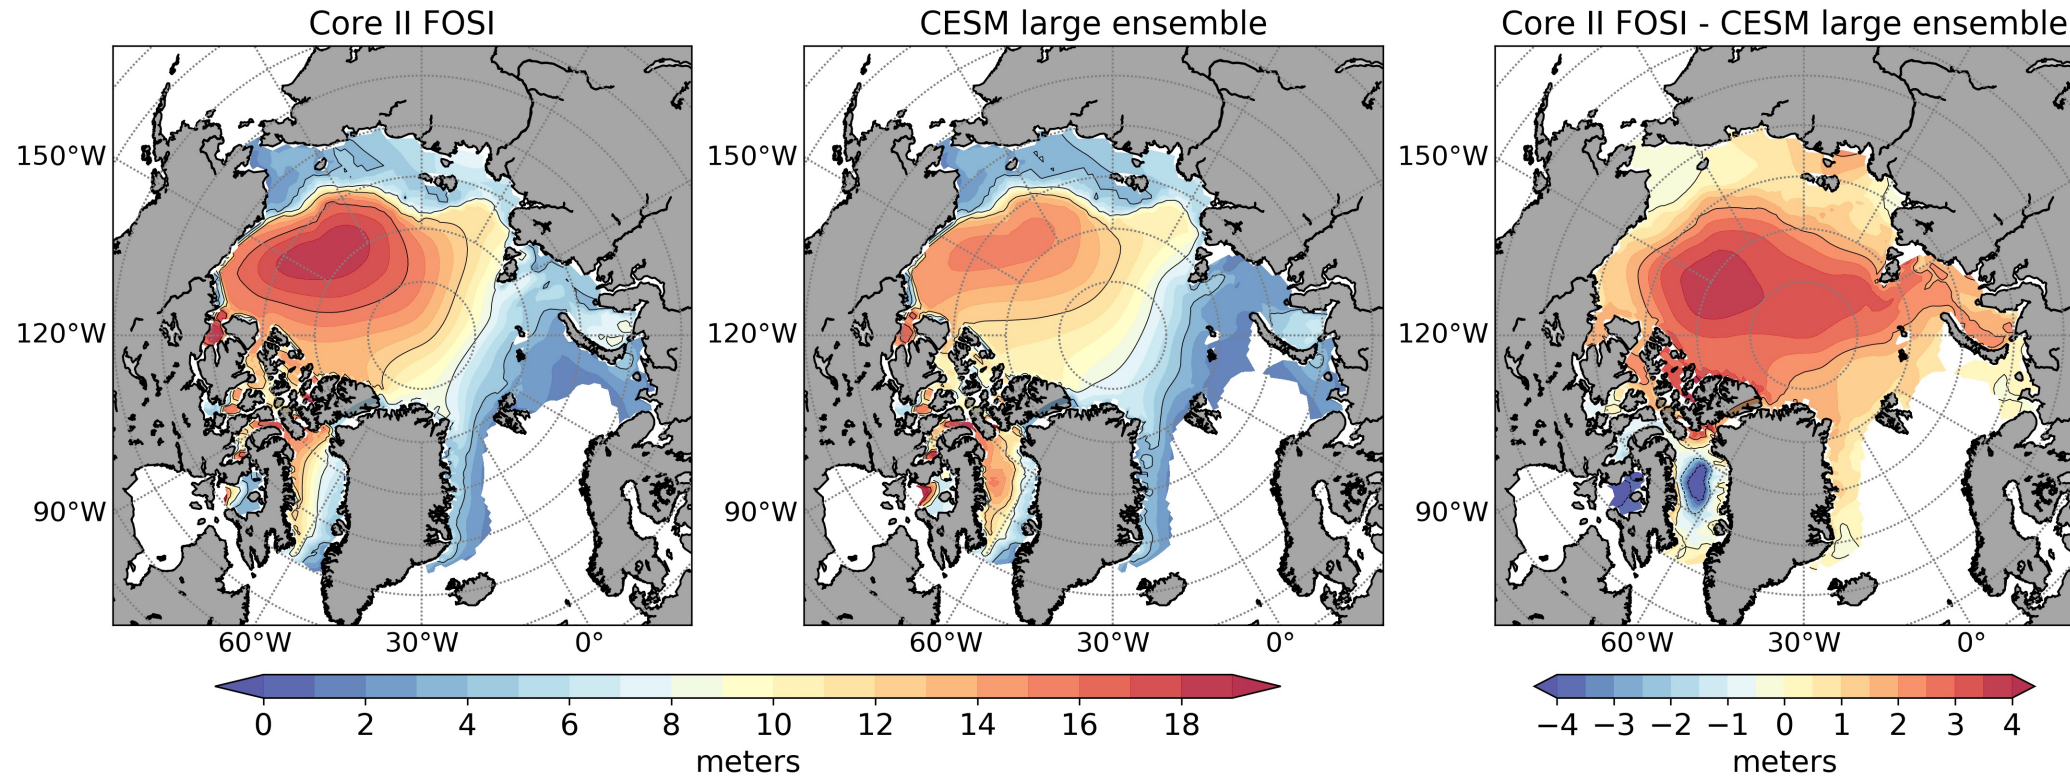 Core II FOSI
CESM large ensemble
Core II FOSI - CESM large ensemble
150°W
120°W
90°W
60°W 30°W 0°
150°W
120°W
90°W
60°W 30°W 0°
150°W
120°W
90°W
60°W 30°W 0°
0 2 4 6 8 10 12 14 16 18
meters
−4 −3 −2 −1 0 1 2 3 4
meters